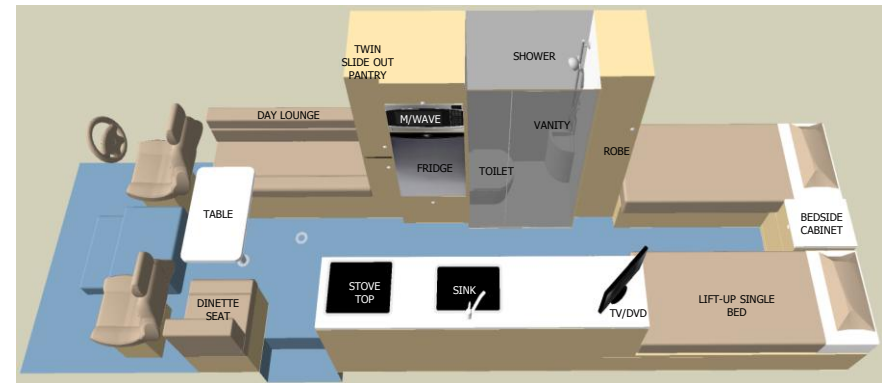 TWIN
SLIDE OUT
PANTRY
SHOWER
DAY LOUNGE
M/WAVE
VANITY
ROBE
FRIDGE
TOILET
TABLE
BEDSIDE
CABINET
STOVE
TOP
SINK
DINETTE
SEAT
TV/DVD
LIFT-UP SINGLE
BED